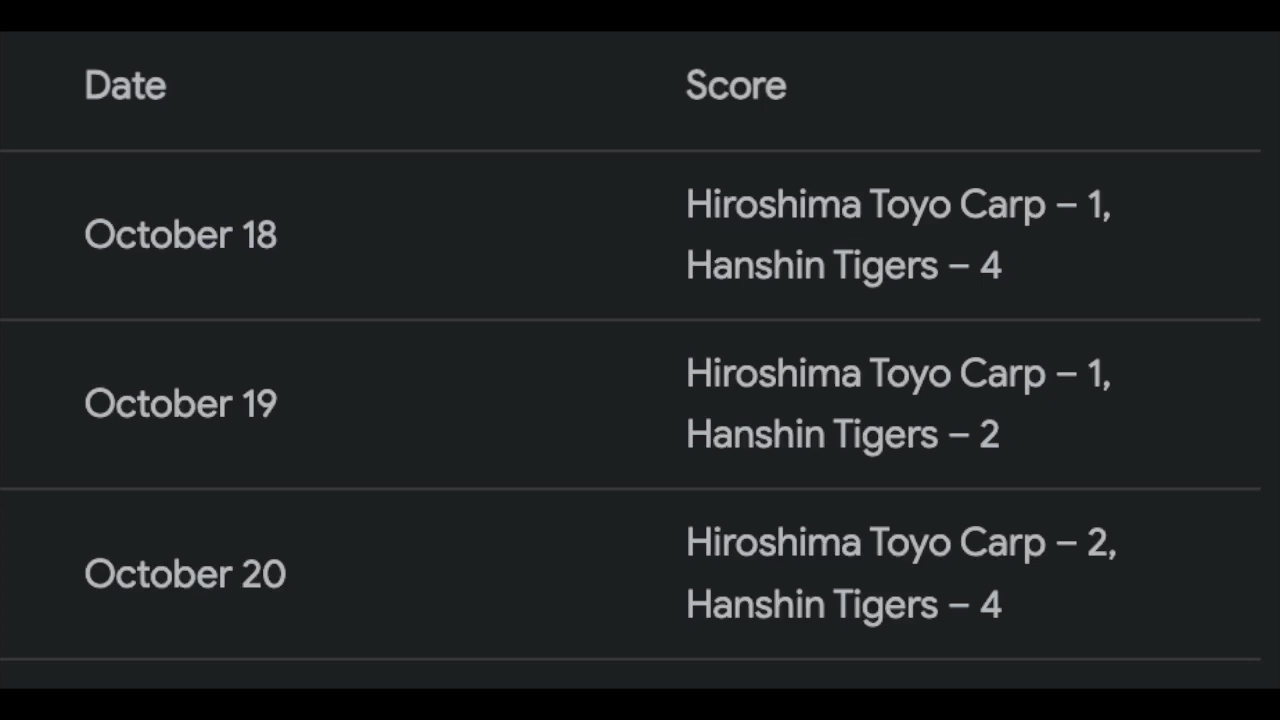 Date
Score
October 18
Hiroshima Toyo Carp – 1,
Hanshin Tigers – 4
October 19
Hiroshima Toyo Carp – 1,
Hanshin Tigers – 2
October 20
Hiroshima Toyo Carp – 2,
Hanshin Tigers – 4